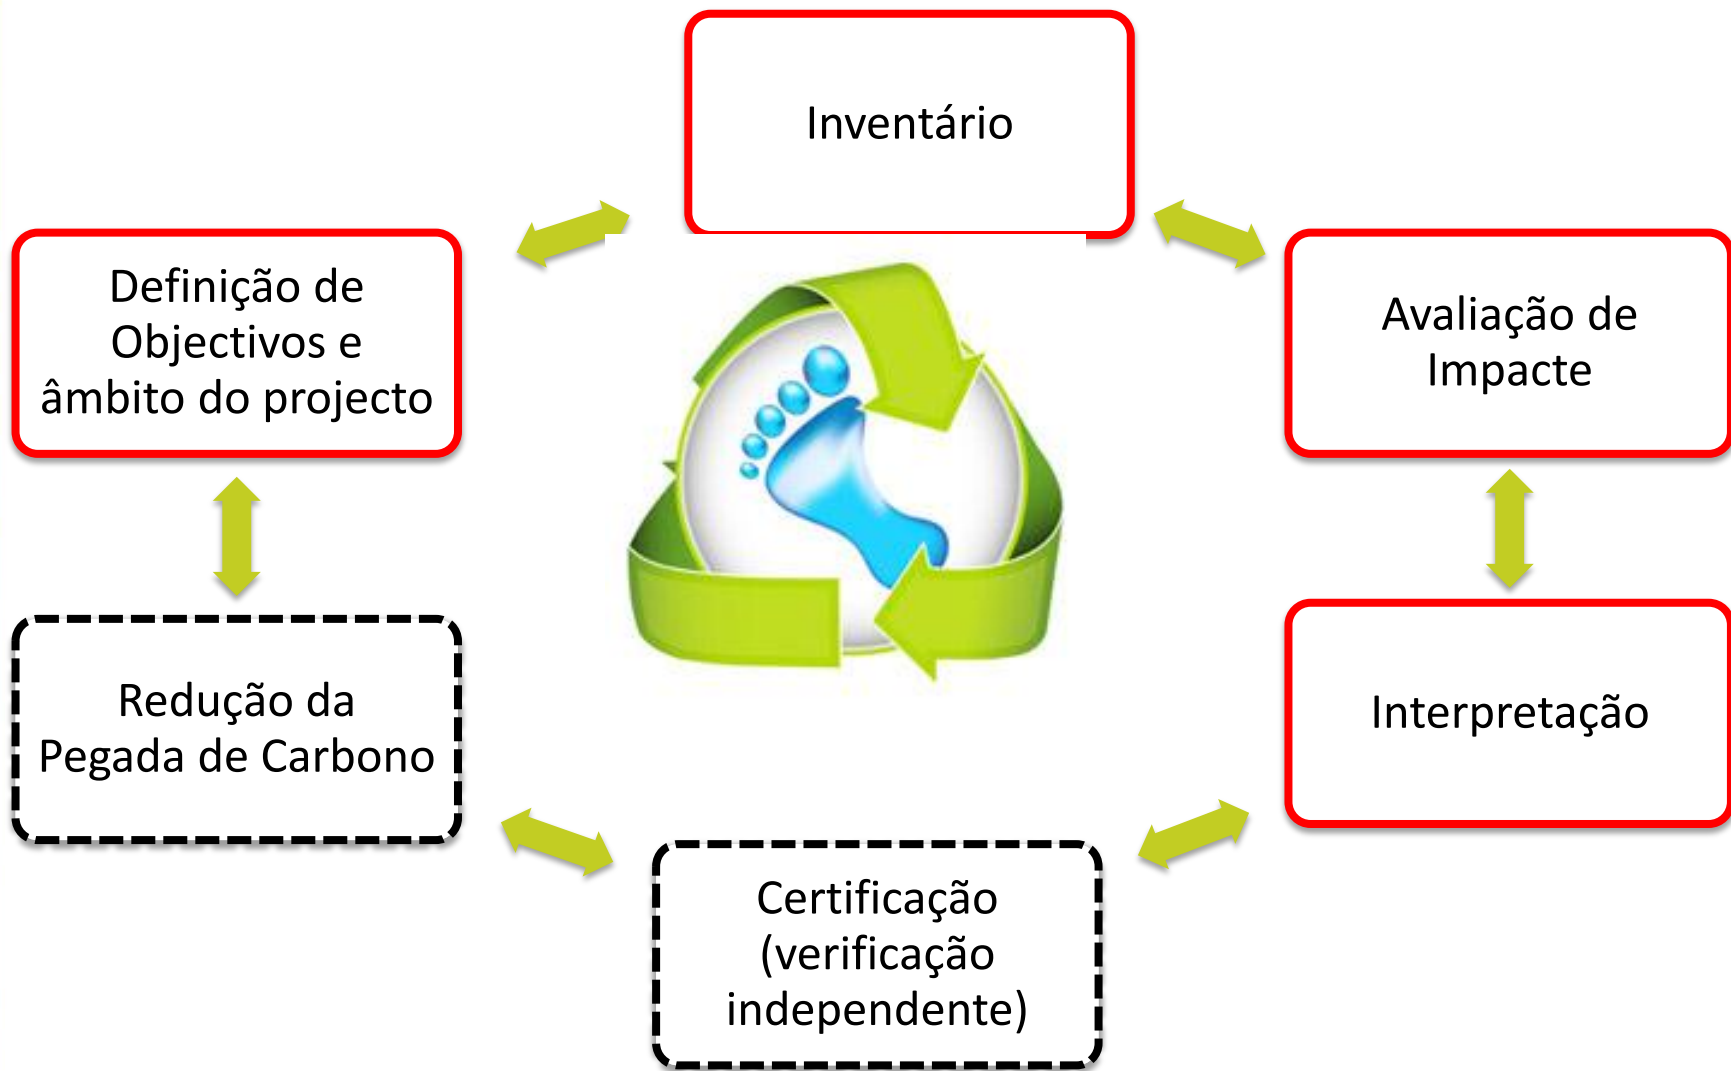 Inventário
Definição de
Objectivos e
âmbito do projecto
Avaliação de
Impacte
Redução da
Pegada de Carbono
Interpretação
Certificação
(verificação
independente)